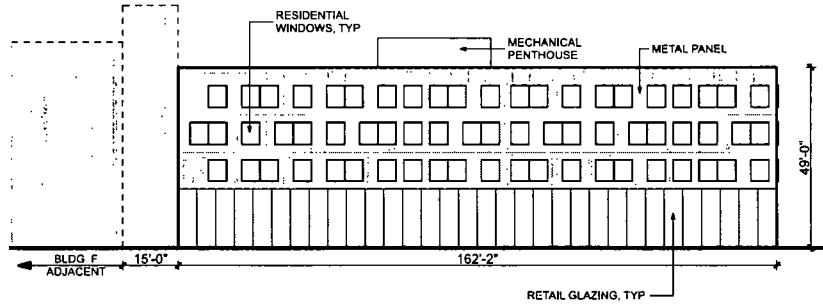 RESIDENTIAL
WINDOWS, TYP
MECHANICAL
PENTHOUSE
METAL PANEL
49'-0"
BLDG F
ADJACENT
15'-0"
162'-2"
RETAIL GLAZING, TYP